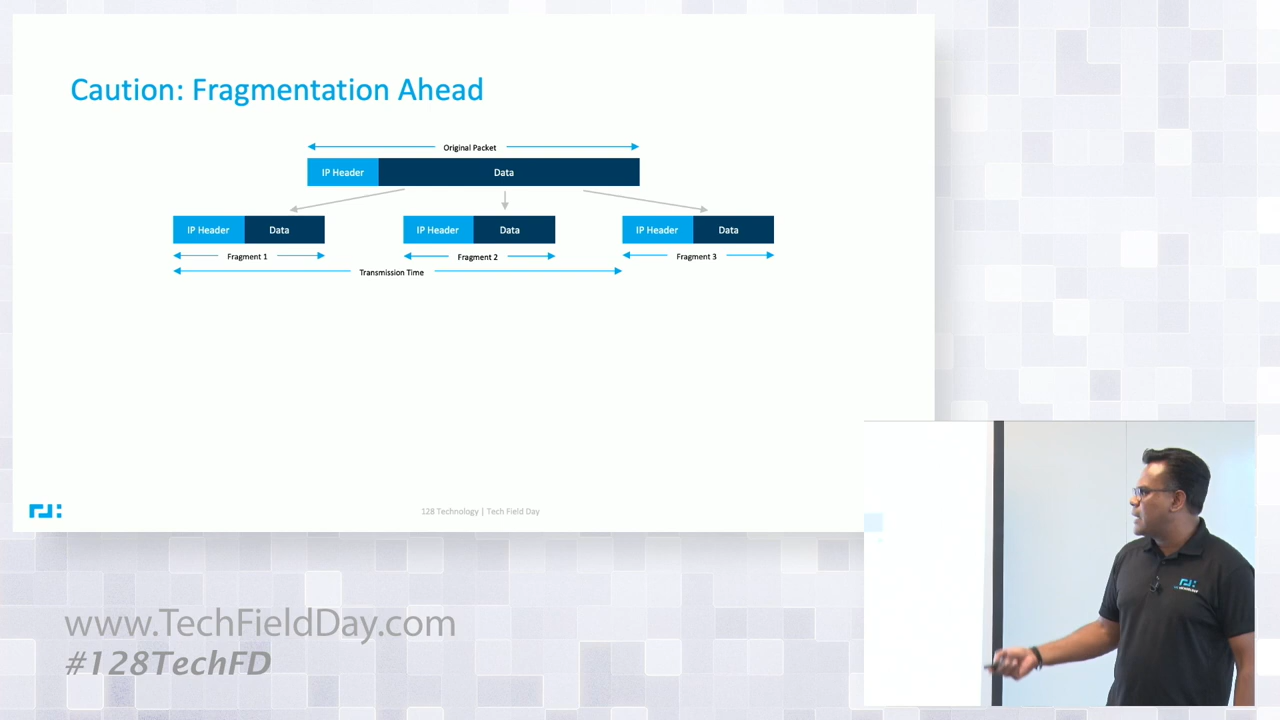 Caution: Fragmentation Ahead
Original Packet
IP Header Data
IP Header Data IP Header Data IP Header Data
Fragment 1 Fragment 2 Fragment 3
Transmission Time
128 Technology | Tech Field Day
www.TechFieldDay.com
#128TechFD